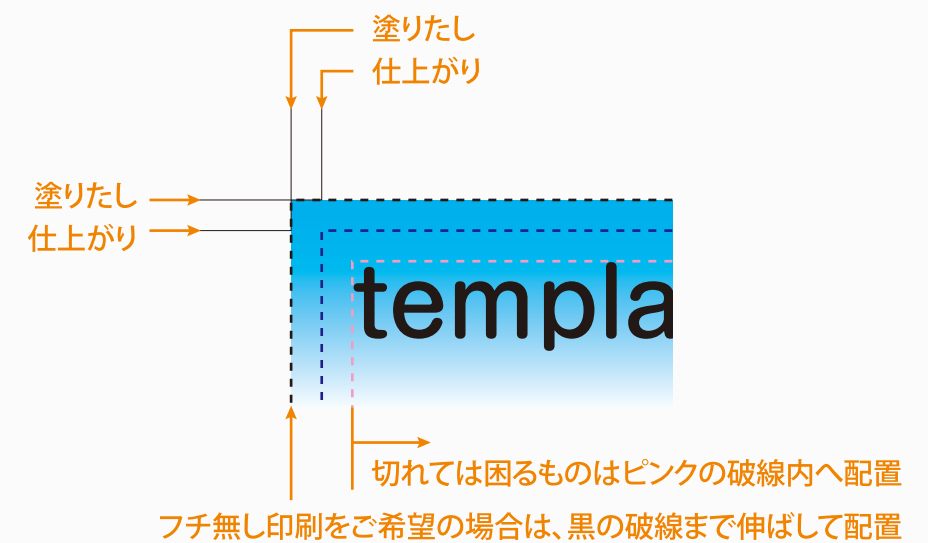 塗りたし
仕上がり
塗りたし
仕上がり
templa
切れては困るものはピンクの破線内へ配置
フチ無し印刷をご希望の場合は、黒の破線まで伸ばして配置